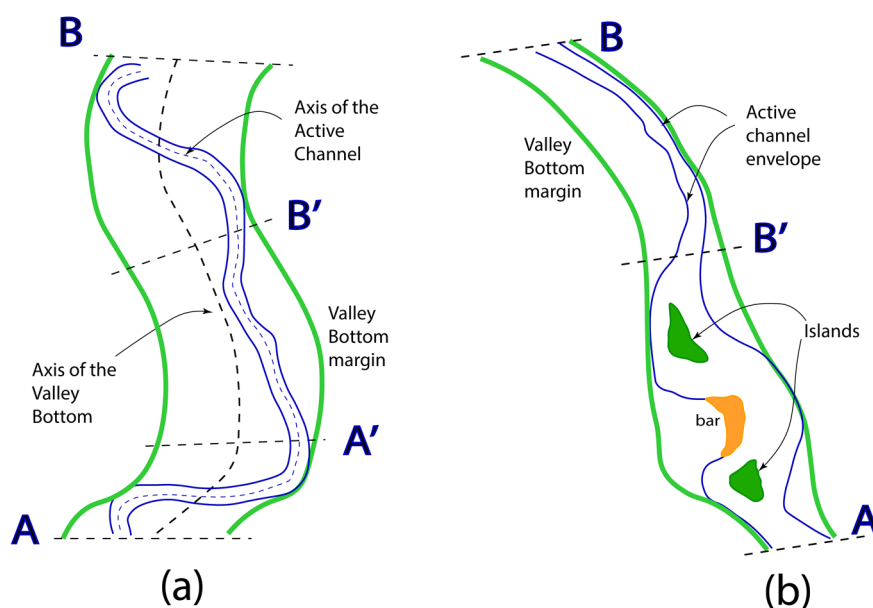 B
Axis of the
Active
Channel
B’
Valley
Bottom
margin
Axis of the
Valley
Bottom
A’
A
(a)
B
Active
channel
envelope
Valley
Bottom
margin
B’
Islands
bar
A
(b)